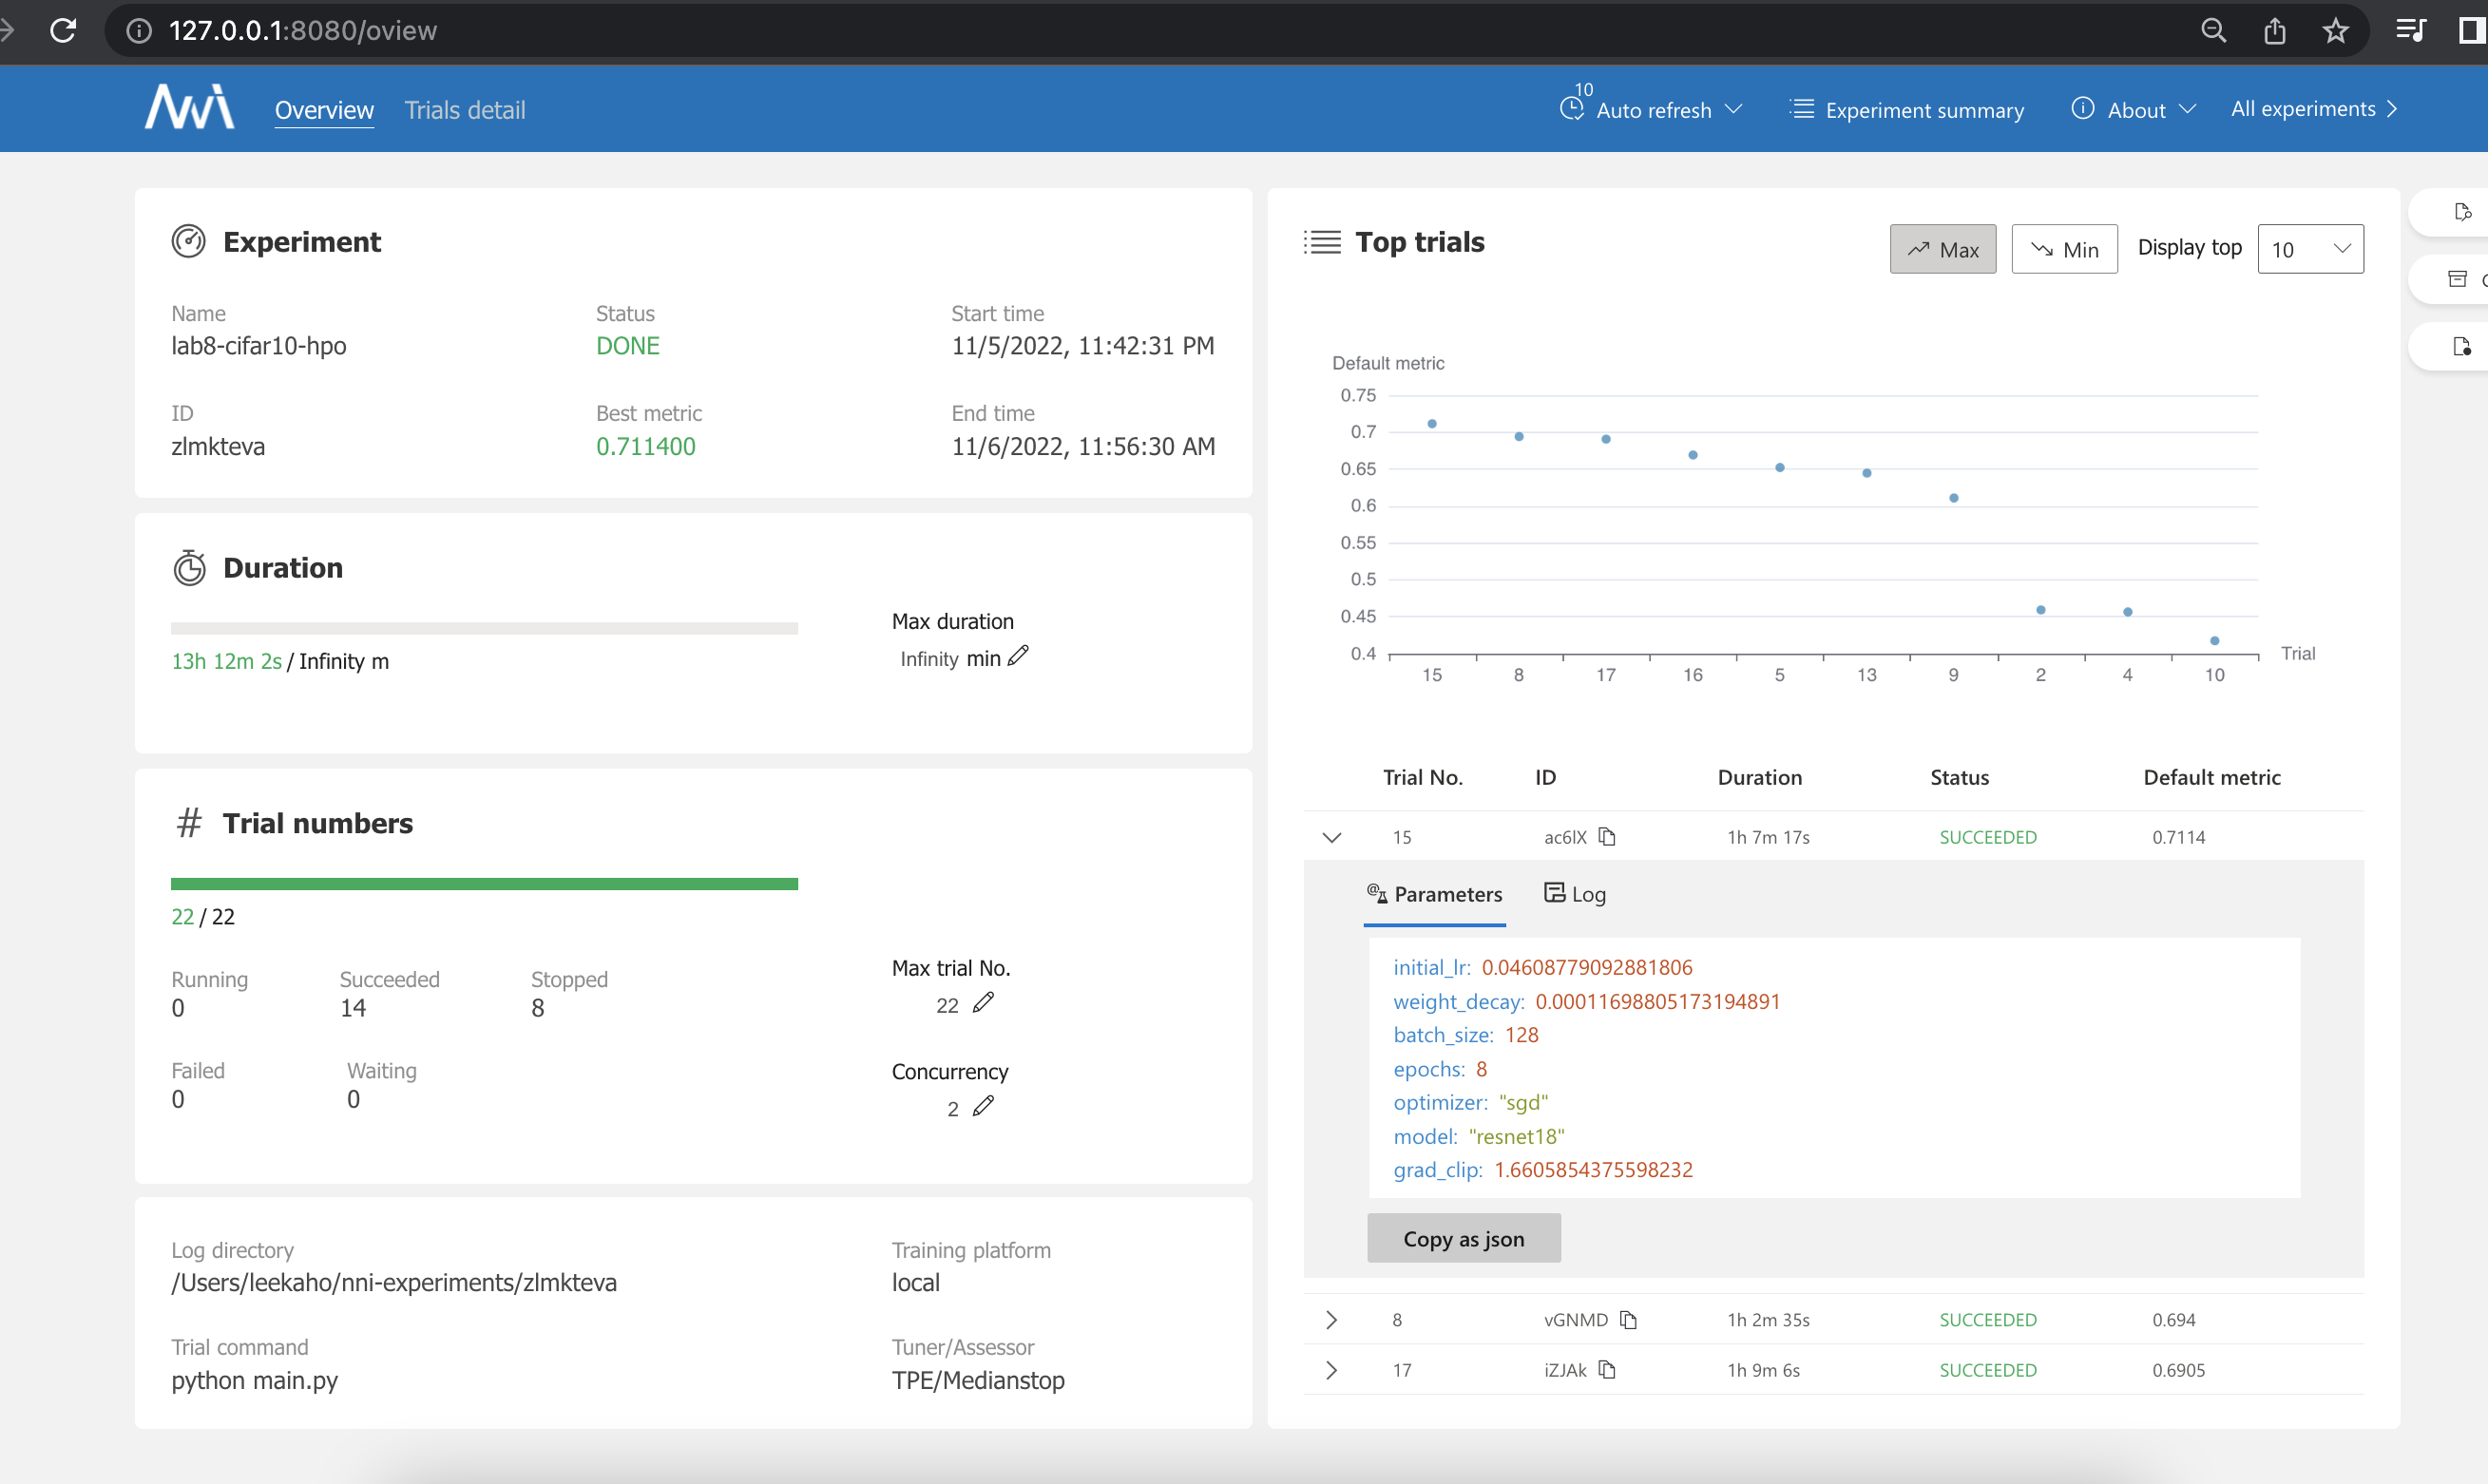 127.0.0.1:8080/oview
NNI
Overview
Trials detail
10
Auto refresh
Experiment summary
About
All experiments
Experiment
Name
lab8-cifar10-hpo
Status
DONE
Start time
11/5/2022, 11:42:31 PM
ID
zlmkteva
Best metric
0.711400
End time
11/6/2022, 11:56:30 AM
Duration
13h 12m 2s / Infinity m
Max duration
Infinity min
# Trial numbers
22 / 22
Running
0
Succeeded
14
Stopped
8
Failed
0
Waiting
0
Max trial No.
22
Concurrency
2
Log directory
/Users/leekaho/nni-experiments/zlmkteva
Training platform
local
Trial command
python main.py
Tuner/Assessor
TPE/Medianstop
Top trials
Max
Min
Display top
10
Default metric
0.75
0.7
0.65
0.6
0.55
0.5
0.45
0.4
15 8 17 16 5 13 9 2 4 10
Trial
Trial No. ID Duration Status Default metric
15 ac6lX 1h 7m 17s SUCCEEDED 0.7114
Parameters
Log
initial_lr: 0.04608779092881806
weight_decay: 0.00011698805173194891
batch_size: 128
epochs: 8
optimizer: "sgd"
model: "resnet18"
grad_clip: 1.6605854375598232
Copy as json
8 vGNMD 1h 2m 35s SUCCEEDED 0.694
17 iZJAk 1h 9m 6s SUCCEEDED 0.6905